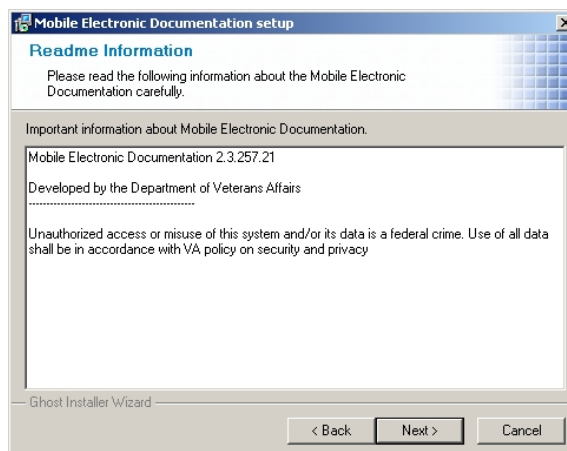 Mobile Electronic Documentation setup
Readme Information
Please read the following information about the Mobile Electronic
Documentation carefully.
Important information about Mobile Electronic Documentation.
Mobile Electronic Documentation 2.3.257.21
Developed by the Department of Veterans Affairs
-----------------------------------------------
Unauthorized access or misuse of this system and/or its data is a federal crime. Use of all data
shall be in accordance with VA policy on security and privacy
Ghost Installer Wizard
< Back Next > Cancel